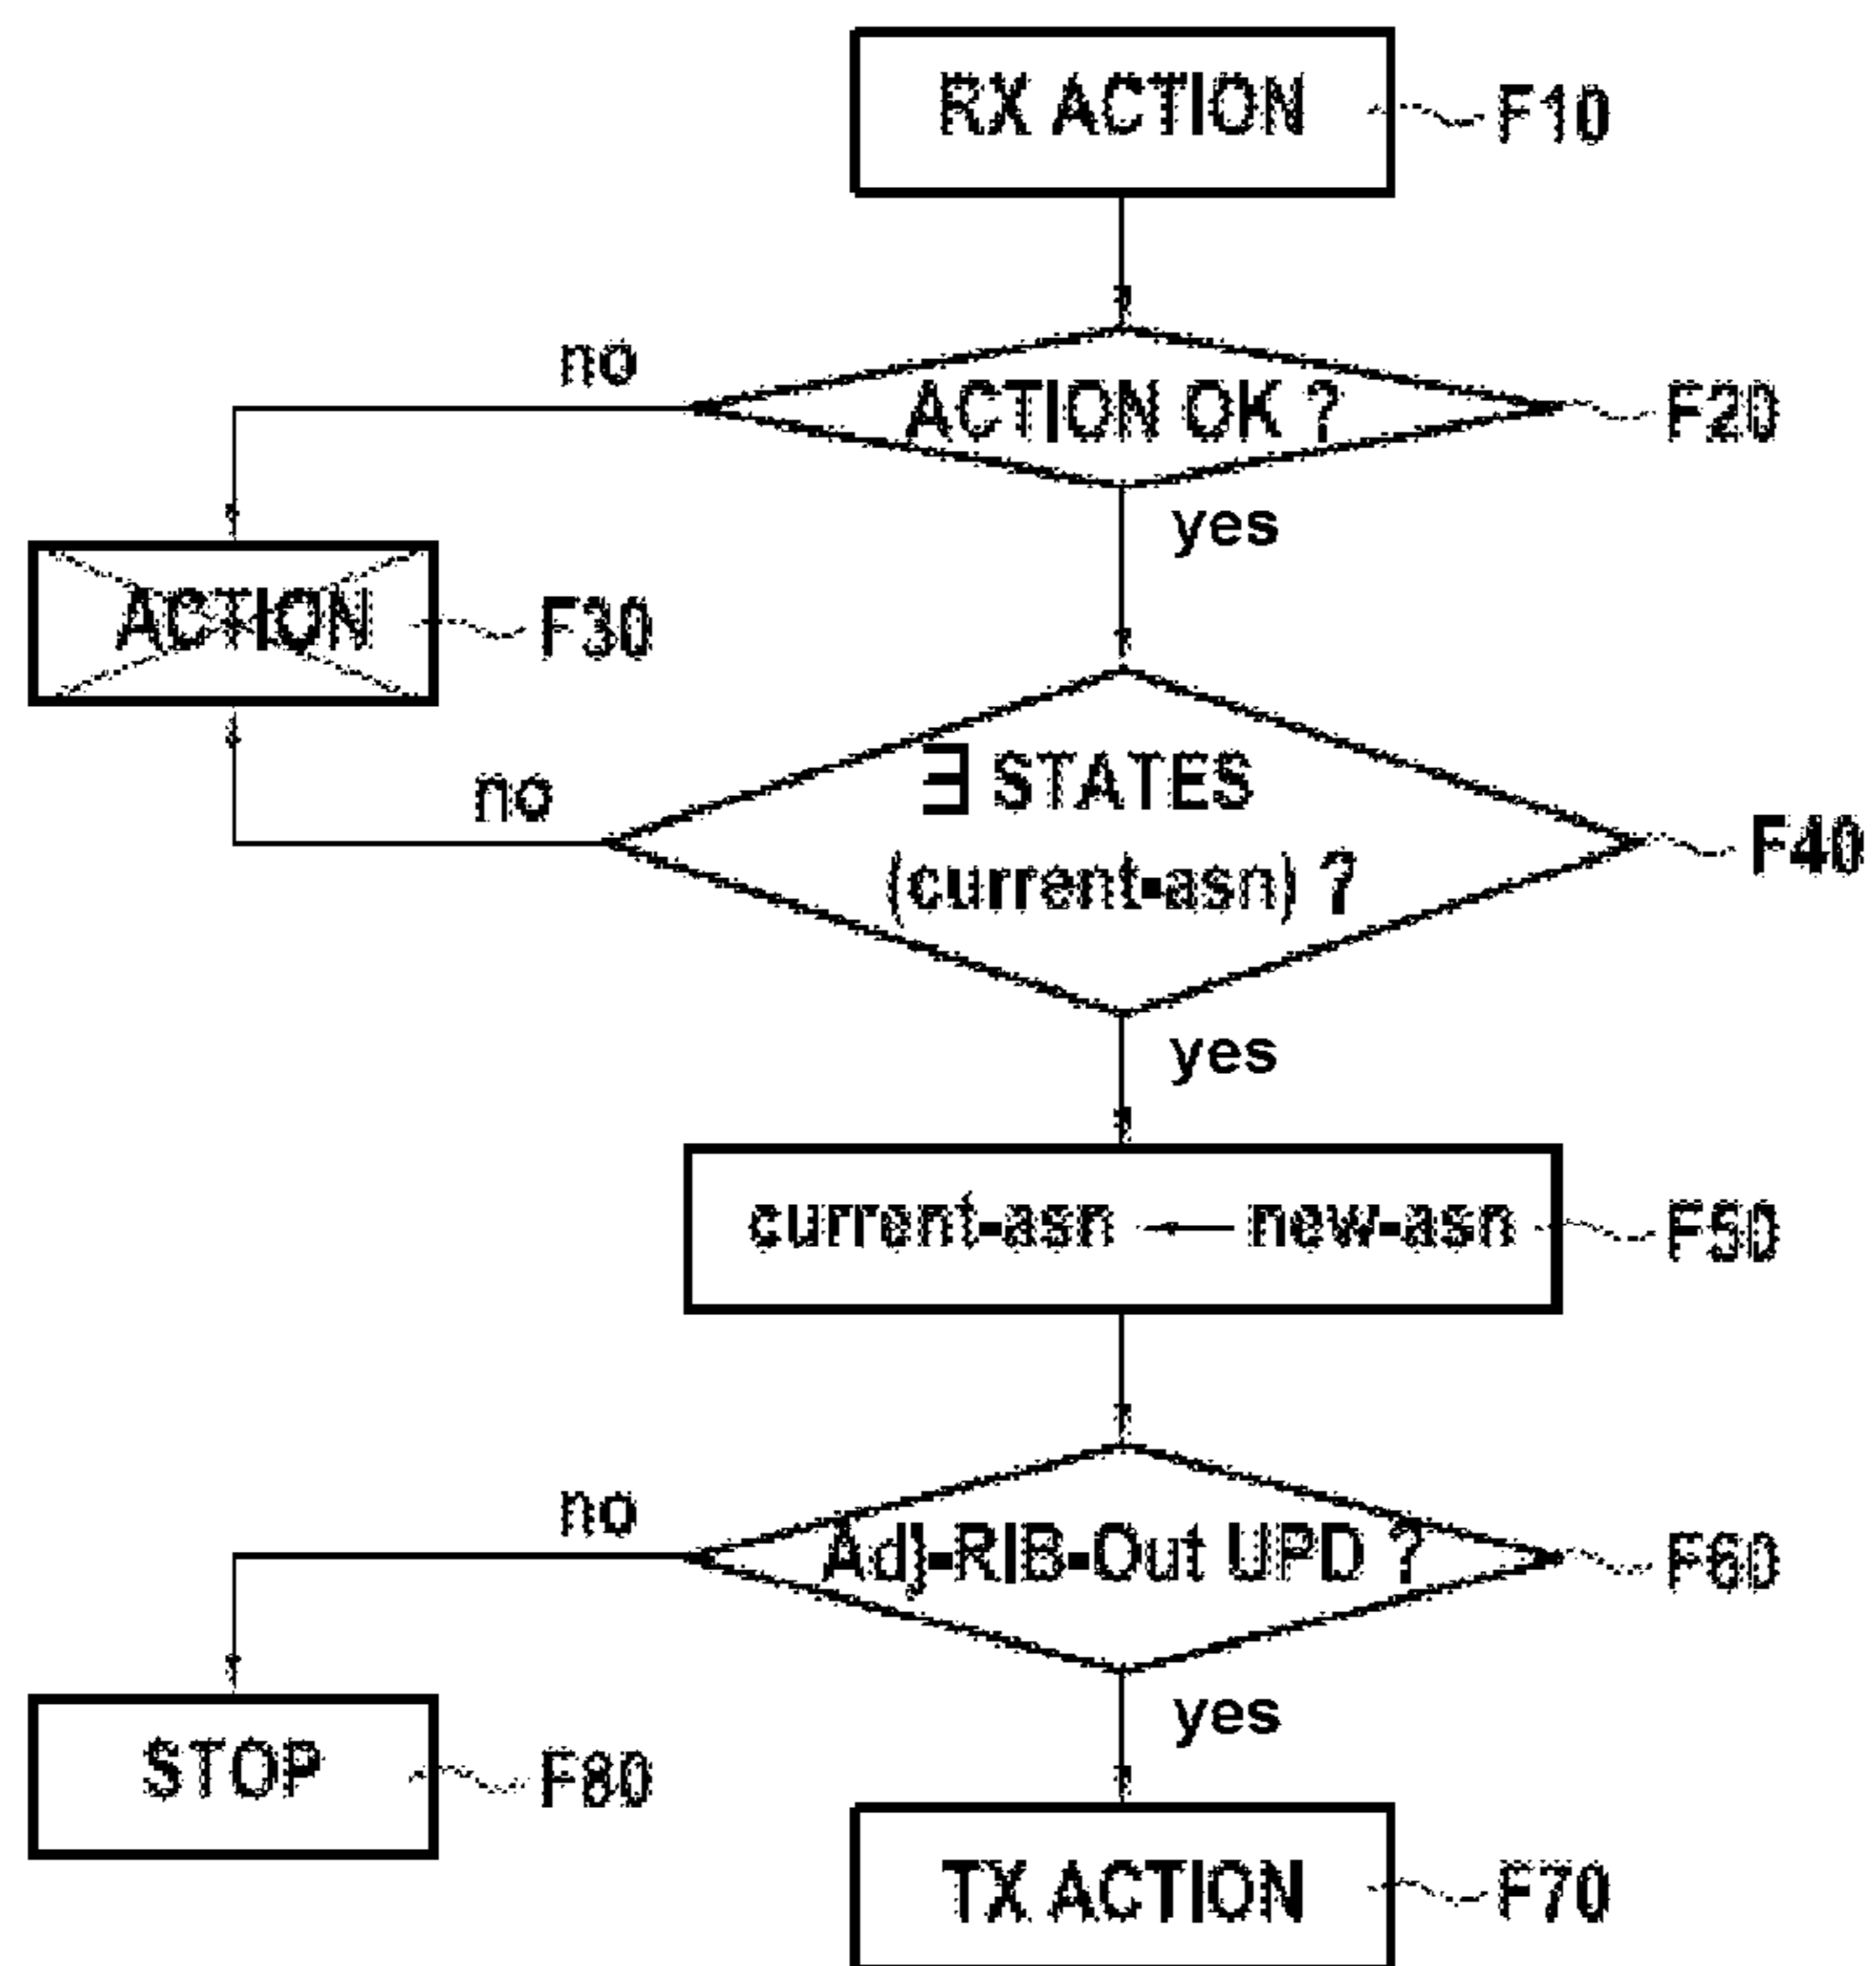 RX ACTION
F10
no
ACTION OK ?
F20
yes
ACTION
F30
∃ STATES
(current-asn) ?
no
F40
yes
current-asn ← new-asn
F50
no
Adj-RIB-Out UPD ?
F60
yes
STOP
F80
TX ACTION
F70